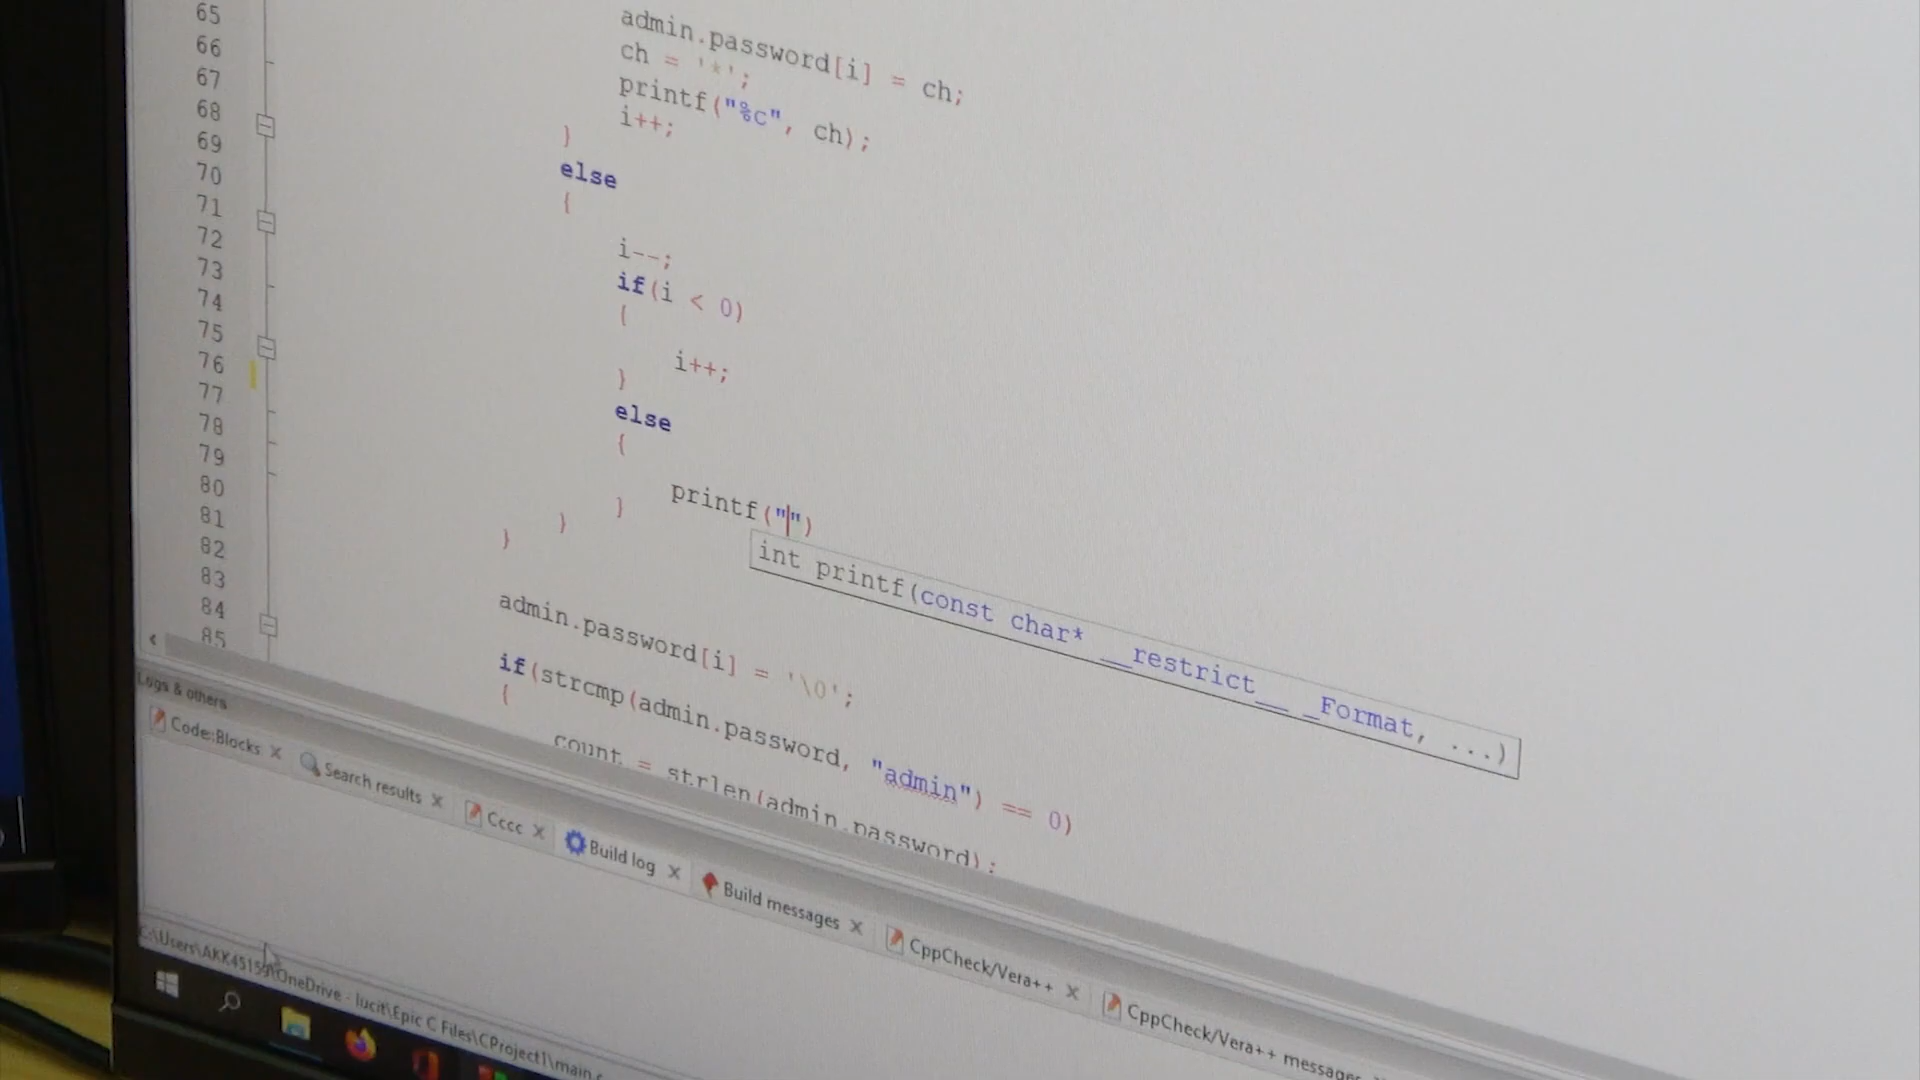 65
66
67
68
69
70
71
72
73
74
75
76
77
78
79
80
81
82
83
84
85
admin.password[i] = ch;
ch = '*';
printf("%c", ch);
i++;
}
else
{
i--;
if(i < 0)
{
i++;
}
else
{
printf("")
}
}
}
int printf(const char* __restrict__ _Format, ...)
admin.password[i] = '\0';
if(strcmp(admin.password, "admin") == 0)
{
count = strlen(admin.password);
Logs & others
Code::Blocks
Search results
Cccc
Build log
Build messages
CppCheck/Vera++
CppCheck/Vera++ messages
C:\Users\AKK45159\OneDrive - lucit\Epic C Files\CProject1\main.c